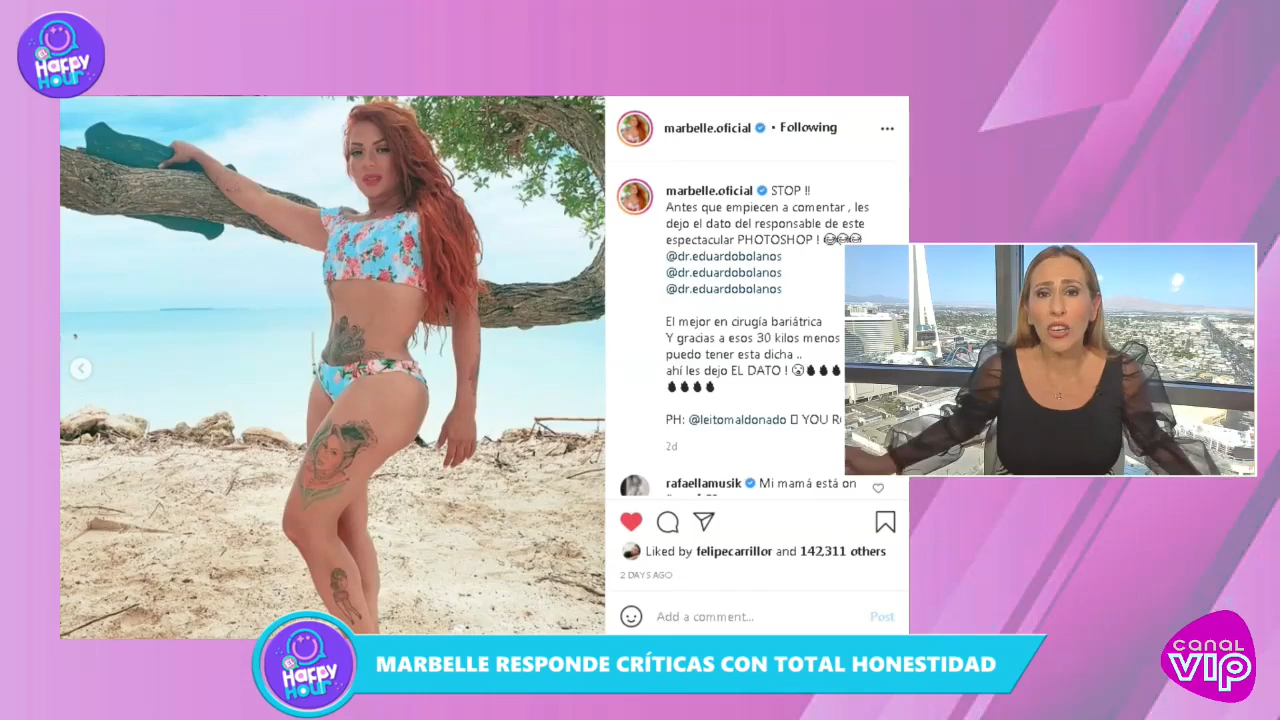 EL
Happy
Hour
marbelle.oficial • Following
marbelle.oficial STOP !!
Antes que empiecen a comentar , les
dejo el dato del responsable de este
espectacular PHOTOSHOP !
@dr.eduardobolanos
@dr.eduardobolanos
@dr.eduardobolanos
El mejor en cirugía bariátrica
Y gracias a esos 30 kilos menos
puedo tener esta dicha ..
ahí les dejo EL DATO !
PH: @leitomaldonado YOU
2d
rafaellamusik Mi mamá está on
Liked by felipecarrillor and 142,311 others
2 DAYS AGO
Add a comment... Post
EL
Happy
Hour
MARBELLE RESPONDE CRÍTICAS CON TOTAL HONESTIDAD
canal
vip